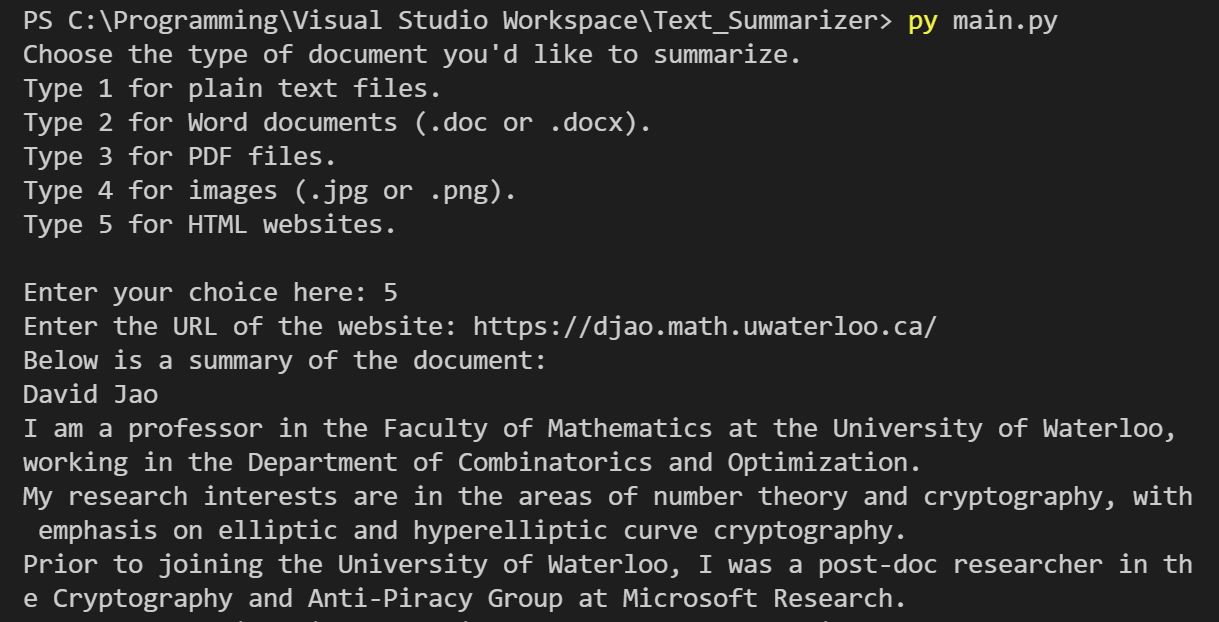 PS C:\Programming\Visual Studio Workspace\Text_Summarizer> py main.py
Choose the type of document you'd like to summarize.
Type 1 for plain text files.
Type 2 for Word documents (.doc or .docx).
Type 3 for PDF files.
Type 4 for images (.jpg or .png).
Type 5 for HTML websites.
Enter your choice here: 5
Enter the URL of the website: https://djao.math.uwaterloo.ca/
Below is a summary of the document:
David Jao
I am a professor in the Faculty of Mathematics at the University of Waterloo,
working in the Department of Combinatorics and Optimization.
My research interests are in the areas of number theory and cryptography, with
 emphasis on elliptic and hyperelliptic curve cryptography.
Prior to joining the University of Waterloo, I was a post-doc researcher in th
e Cryptography and Anti-Piracy Group at Microsoft Research.